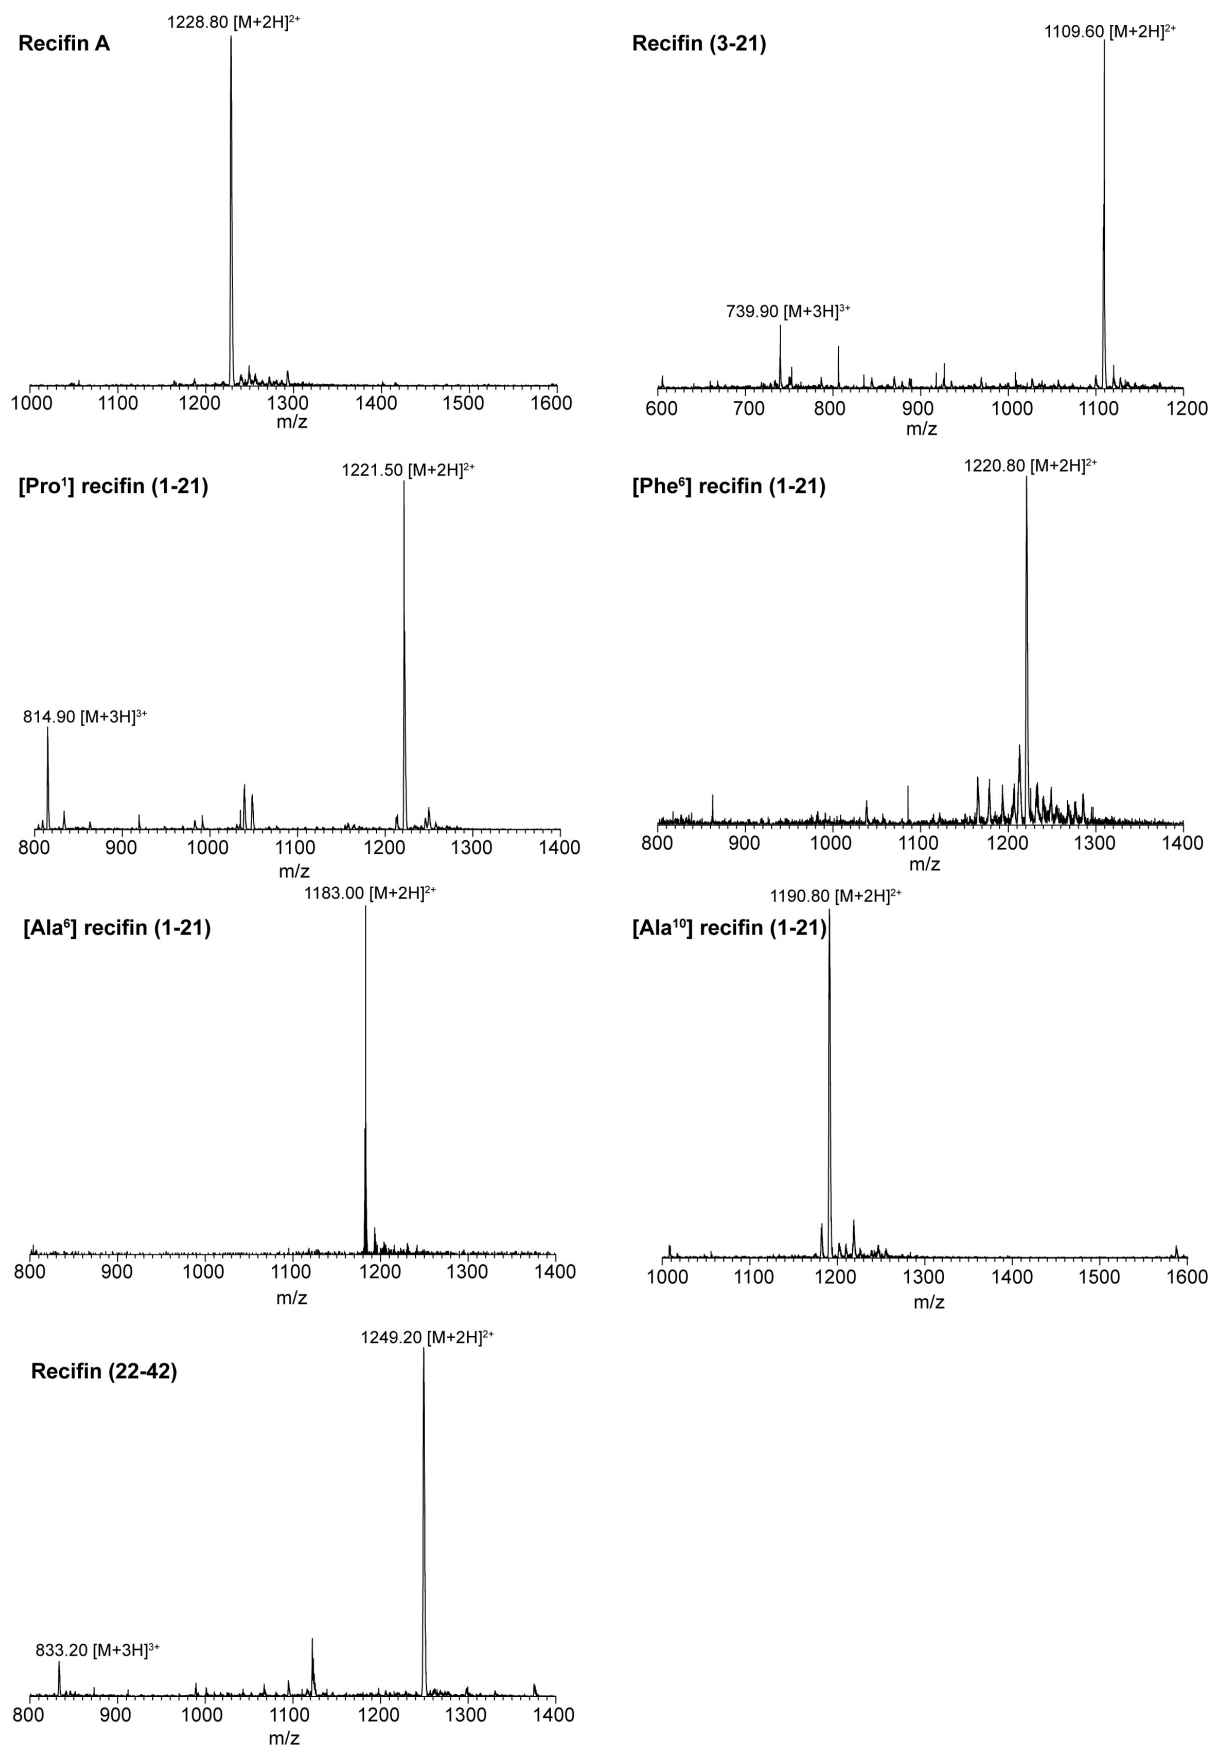 Recifin A
1228.80 [M+2H]²⁺
1000 1100 1200 1300 1400 1500 1600
m/z
Recifin (3-21)
1109.60 [M+2H]²⁺
739.90 [M+3H]³⁺
600 700 800 900 1000 1100 1200
m/z
[Pro¹] recifin (1-21)
1221.50 [M+2H]²⁺
814.90 [M+3H]³⁺
800 900 1000 1100 1200 1300 1400
m/z
[Phe⁶] recifin (1-21)
1220.80 [M+2H]²⁺
800 900 1000 1100 1200 1300 1400
m/z
[Ala⁶] recifin (1-21)
1183.00 [M+2H]²⁺
800 900 1000 1100 1200 1300 1400
m/z
[Ala¹⁰] recifin (1-21)
1190.80 [M+2H]²⁺
1000 1100 1200 1300 1400 1500 1600
m/z
Recifin (22-42)
1249.20 [M+2H]²⁺
833.20 [M+3H]³⁺
800 900 1000 1100 1200 1300 1400
m/z